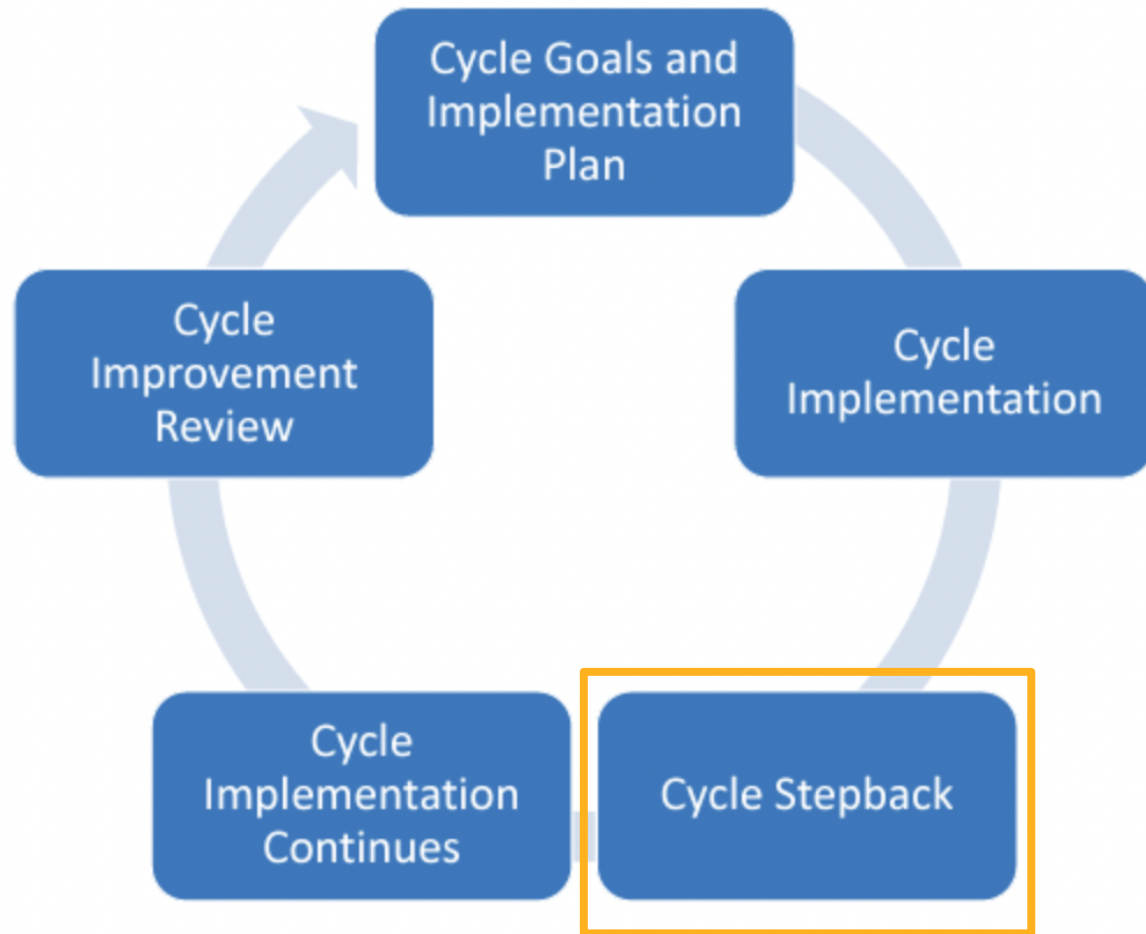 Cycle Goals and
Implementation
Plan
Cycle
Implementation
Cycle Stepback
Cycle
Implementation
Continues
Cycle
Improvement
Review